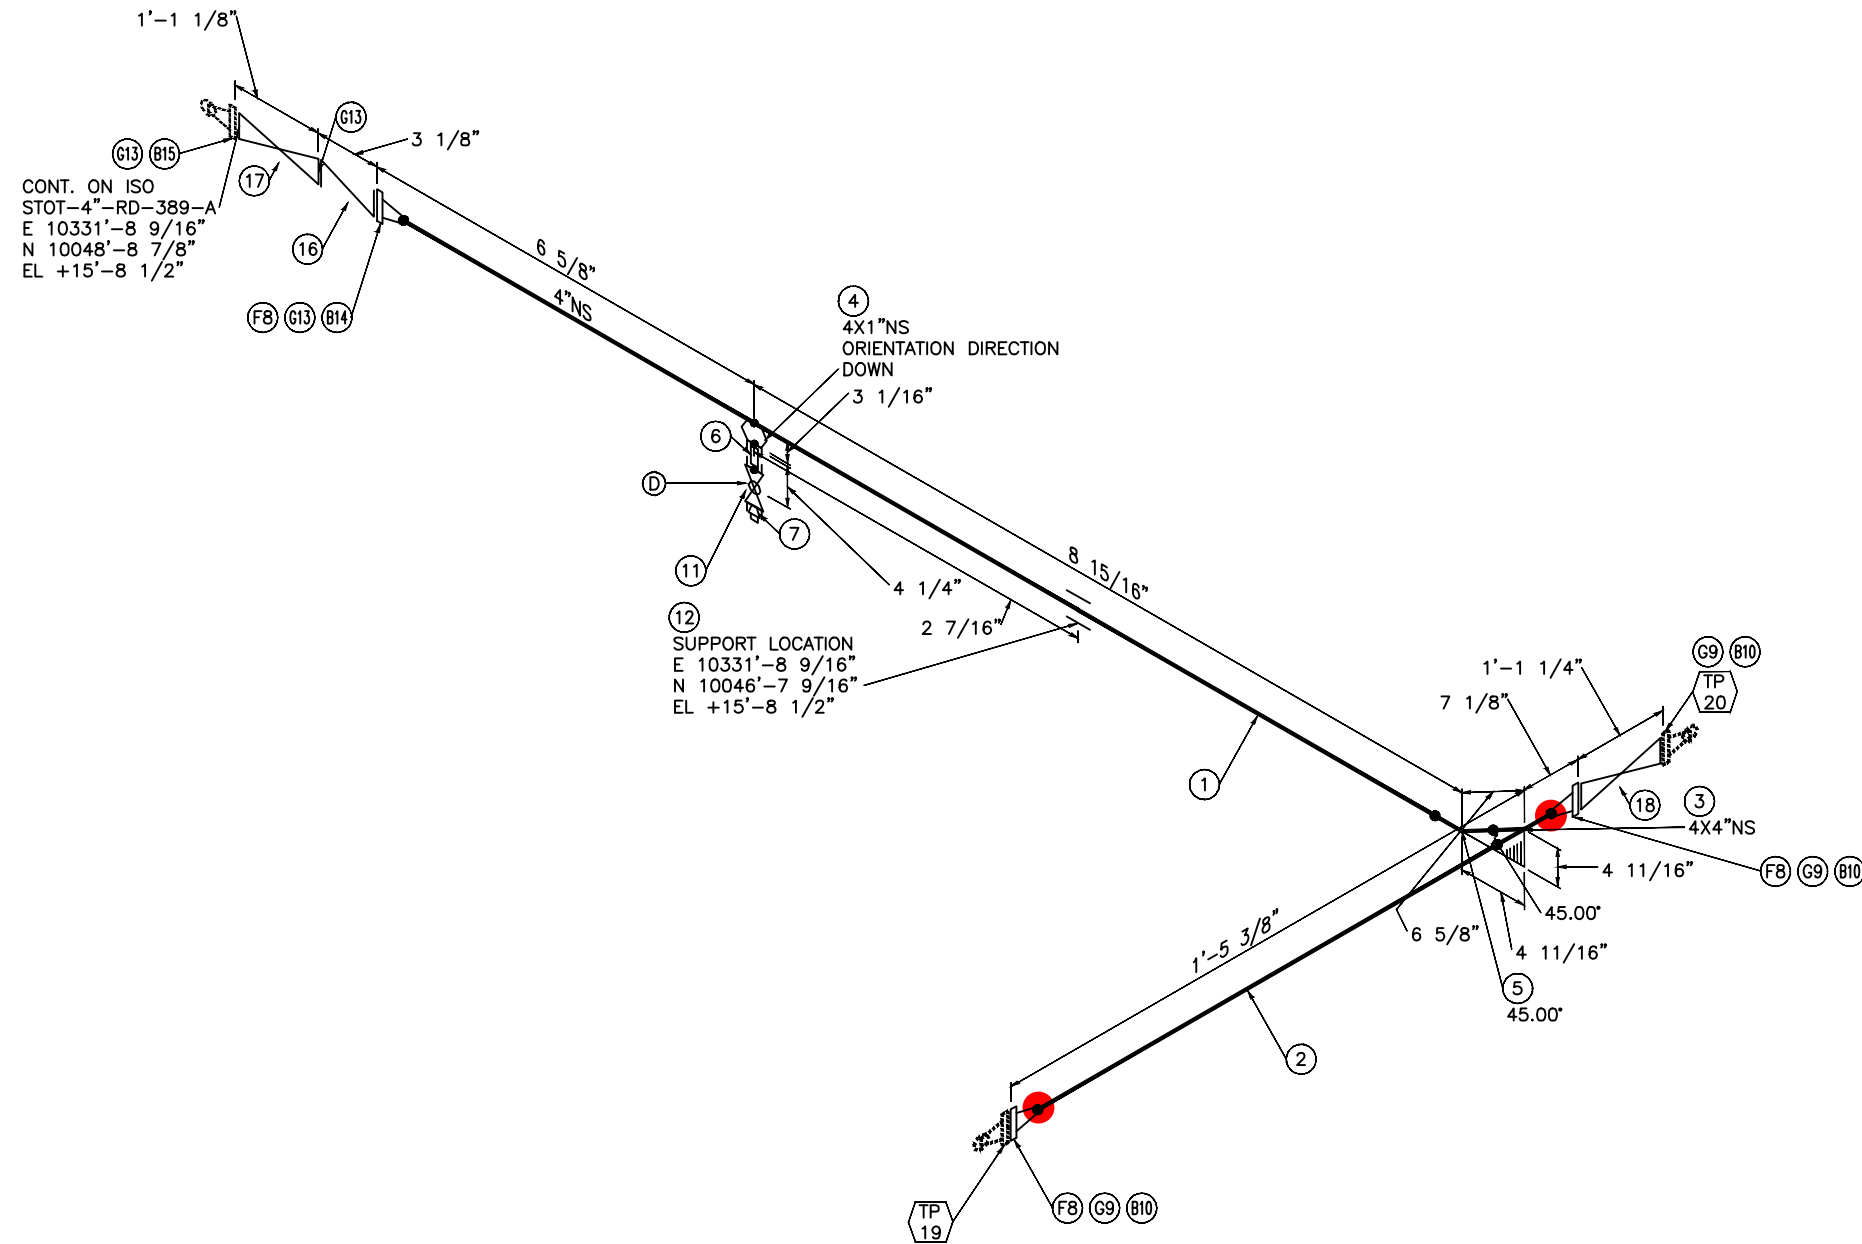 1'-1 1/8"
G13
3 1/8"
G13 B15
17
CONT. ON ISO
STOT-4"-RD-389-A
E 10331'-8 9/16"
N 10048'-8 7/8"
EL +15'-8 1/2"
16
F8 G13 B14
6 5/8"
4"NS
4
4X1"NS
ORIENTATION DIRECTION
DOWN
3 1/16"
6
D
7
11
4 1/4"
2 7/16"
12
SUPPORT LOCATION
E 10331'-8 9/16"
N 10046'-7 9/16"
EL +15'-8 1/2"
8 15/16"
1
1'-1 1/4"
7 1/8"
G9 B10
TP
20
18
3
4X4"NS
F8 G9 B10
4 11/16"
45.00°
6 5/8"
4 11/16"
5
45.00°
1'-5 3/8"
2
TP
19
F8 G9 B10